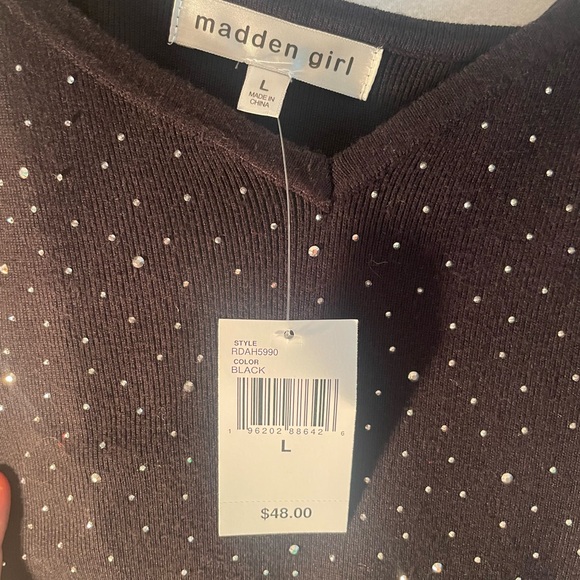 madden girl
L
MADE IN
CHINA
STYLE
RDAH5990
COLOR
BLACK
1 96202 88642 6
L
$48.00